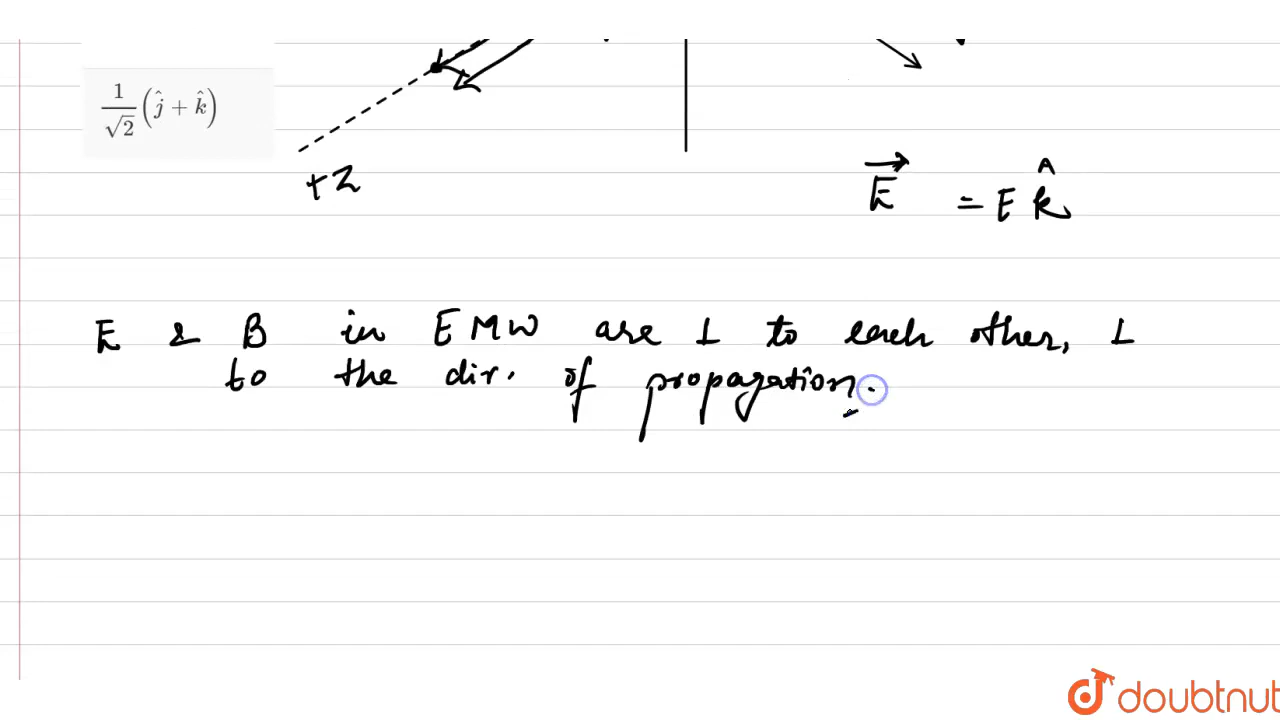 1/√2 (ĵ + k̂)
+Z
E⃗ = E k̂
E & B in EMW are ⊥ to each other, ⊥
to the dir. of propagation.
doubtnut